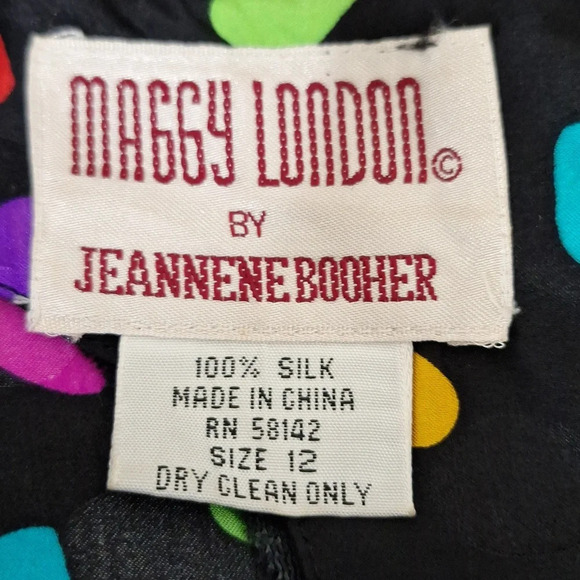 MAGGY LONDON©
BY
JEANNENE BOOHER
100% SILK
MADE IN CHINA
RN 58142
SIZE 12
DRY CLEAN ONLY